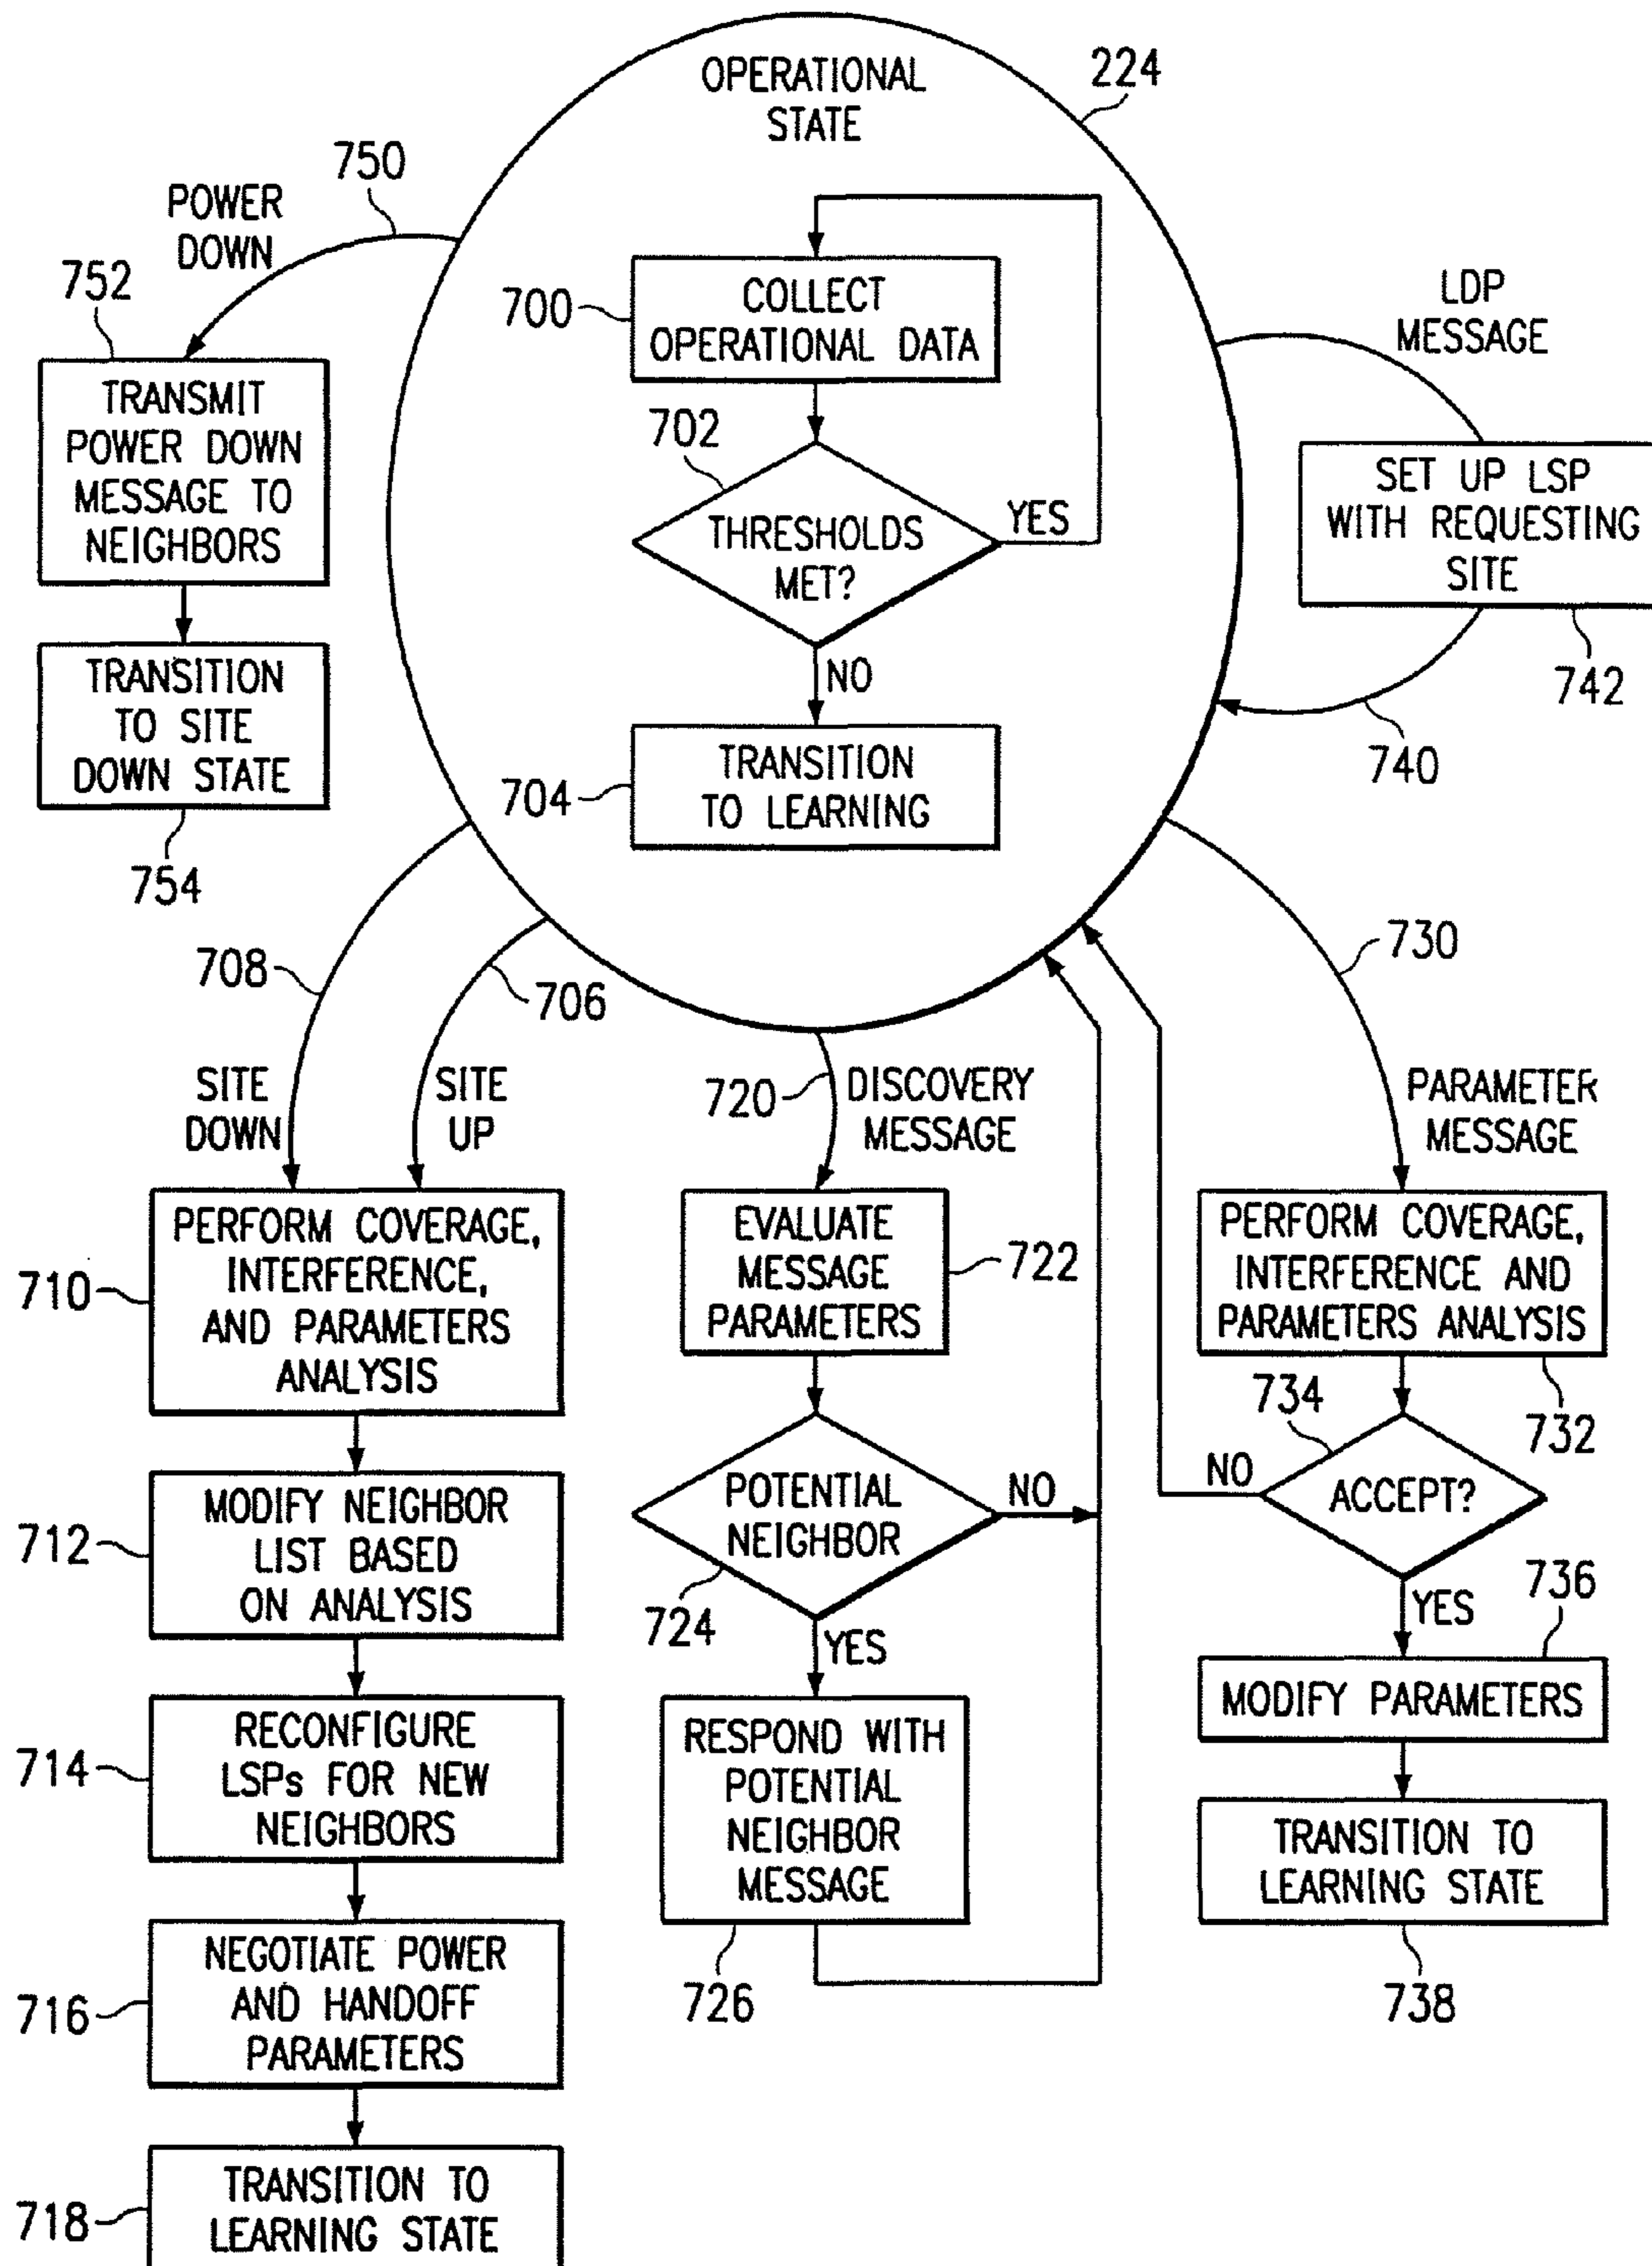 OPERATIONAL
STATE
224
750
POWER
DOWN
752
TRANSMIT
POWER DOWN
MESSAGE TO
NEIGHBORS
TRANSITION
TO SITE
DOWN STATE
754
700
COLLECT
OPERATIONAL DATA
702
THRESHOLDS
MET?
YES
NO
704
TRANSITION
TO LEARNING
LDP
MESSAGE
SET UP LSP
WITH REQUESTING
SITE
742
740
708
706
SITE
DOWN
SITE
UP
710
PERFORM COVERAGE,
INTERFERENCE,
AND PARAMETERS
ANALYSIS
712
MODIFY NEIGHBOR
LIST BASED
ON ANALYSIS
714
RECONFIGURE
LSPs FOR NEW
NEIGHBORS
716
NEGOTIATE POWER
AND HANDOFF
PARAMETERS
718
TRANSITION TO
LEARNING STATE
720
DISCOVERY
MESSAGE
EVALUATE
MESSAGE
PARAMETERS
722
POTENTIAL
NEIGHBOR
NO
724
YES
RESPOND WITH
POTENTIAL
NEIGHBOR
MESSAGE
726
730
PARAMETER
MESSAGE
PERFORM COVERAGE,
INTERFERENCE AND
PARAMETERS ANALYSIS
732
734
ACCEPT?
NO
YES
736
MODIFY PARAMETERS
TRANSITION TO
LEARNING STATE
738